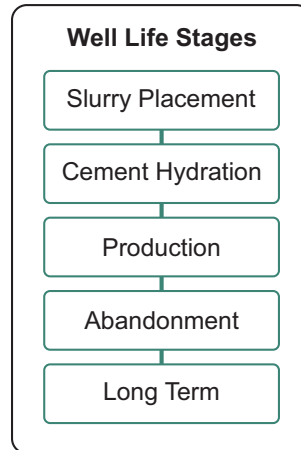 Well Life Stages
Slurry Placement
Cement Hydration
Production
Abandonment
Long Term